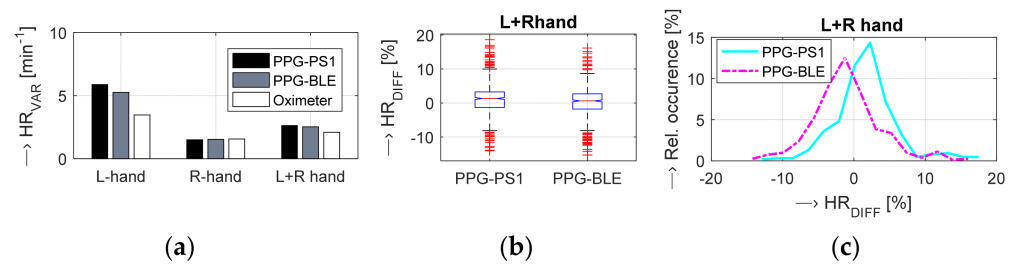 —> HR_VAR [min⁻¹]
10
5
0
PPG-PS1
PPG-BLE
Oximeter
L-hand R-hand L+R hand
(a)
L+Rhand
—> HR_DIFF [%]
20
10
0
-10
PPG-PS1 PPG-BLE
(b)
L+R hand
—> Rel. occurrence [%]
15
10
5
0
PPG-PS1
PPG-BLE
-20 -10 0 10 20
—> HR_DIFF [%]
(c)